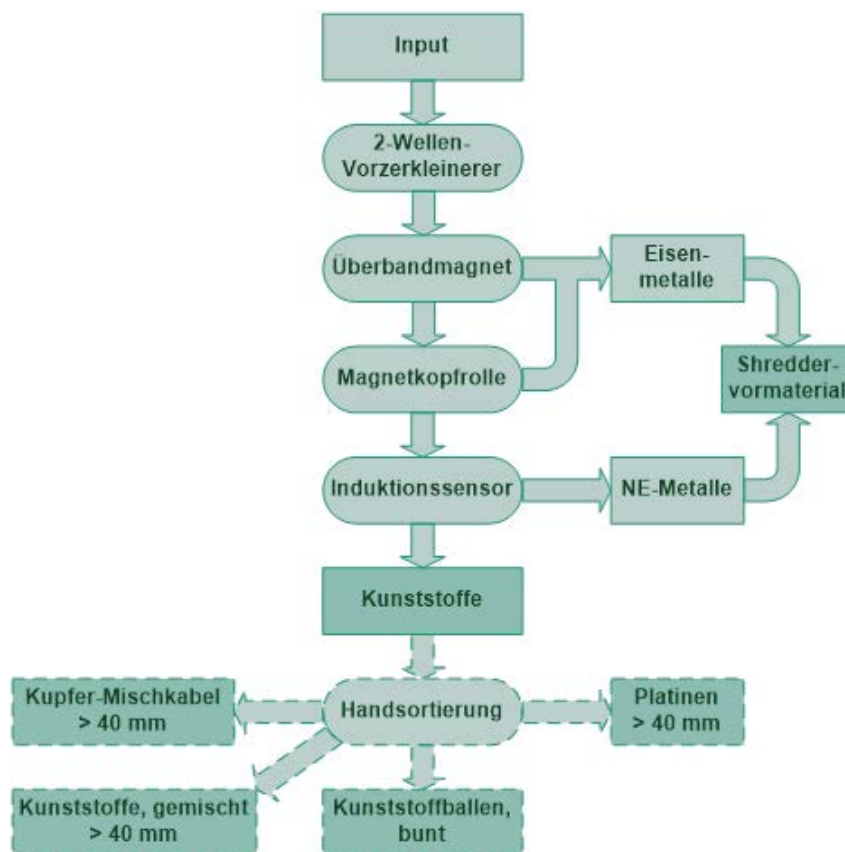 Input
2-Wellen-
Vorzerkleinerer
Überbandmagnet
Eisen-
metalle
Magnetkopfrolle
Shredder-
vormaterial
Induktionssensor
NE-Metalle
Kunststoffe
Kupfer-Mischkabel
> 40 mm
Handsortierung
Platinen
> 40 mm
Kunststoffe, gemischt
> 40 mm
Kunststoffballen,
bunt